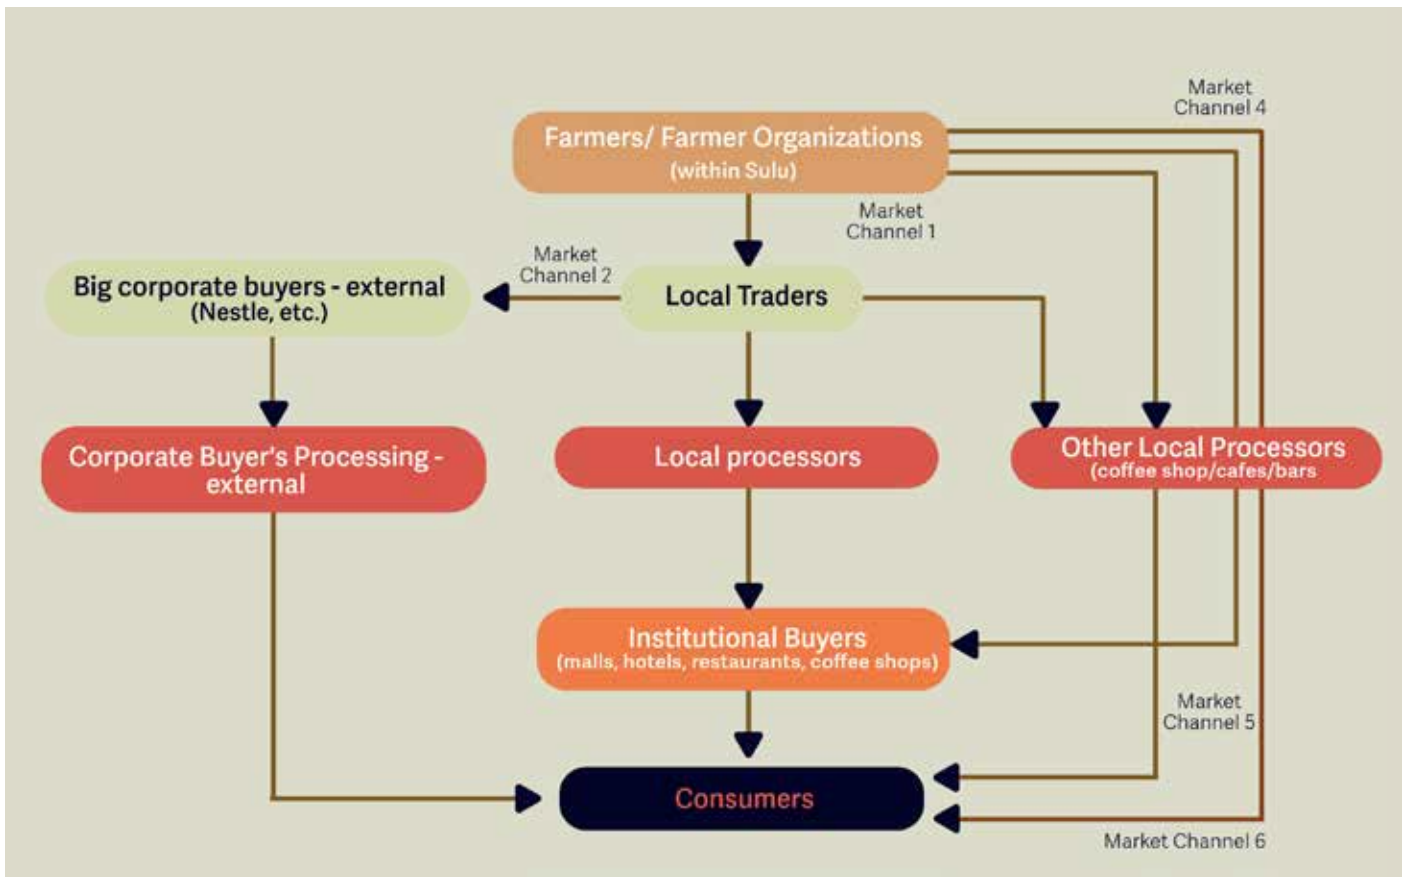 Market
Channel 4
Farmers/ Farmer Organizations
(within Sulu)
Market
Channel 1
Market
Channel 2
Big corporate buyers - external
(Nestle, etc.)
Local Traders
Corporate Buyer's Processing -
external
Local processors
Other Local Processors
(coffee shop/cafes/bars
Institutional Buyers
(malls, hotels, restaurants, coffee shops)
Market
Channel 5
Consumers
Market Channel 6